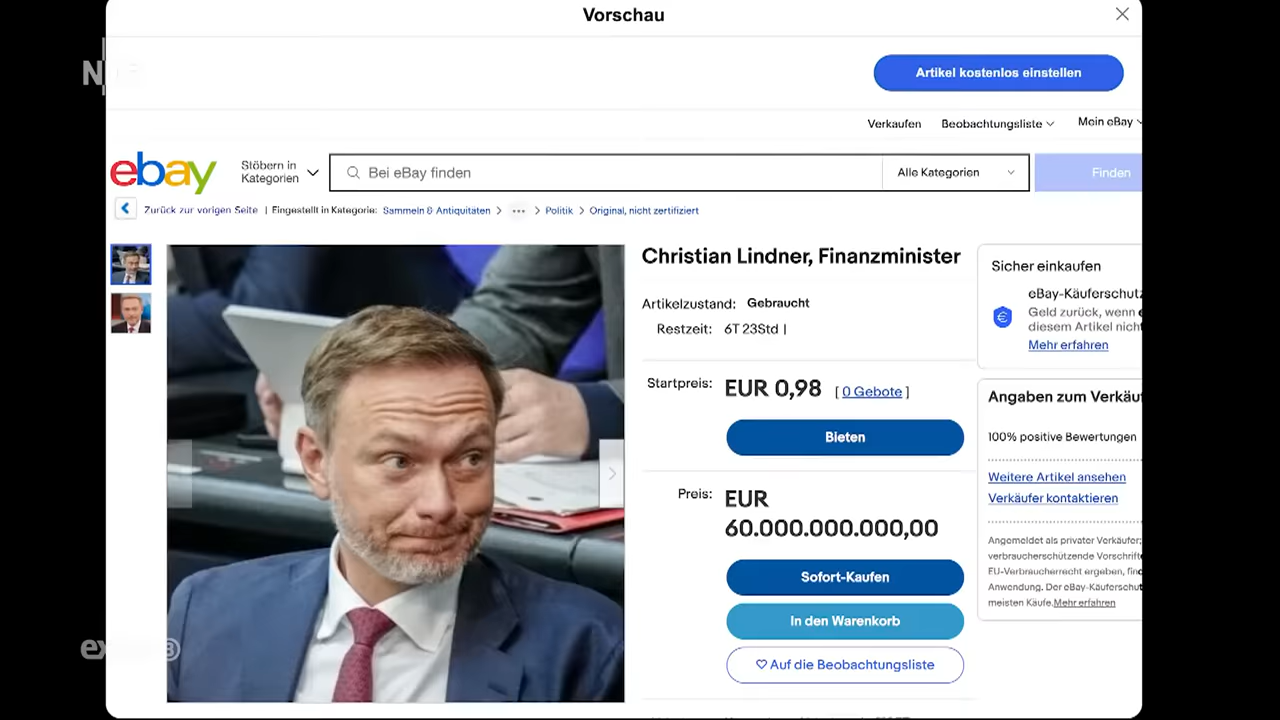 Vorschau
Artikel kostenlos einstellen
Verkaufen Beobachtungsliste Mein eBay
ebay
Stöbern in
Kategorien
Bei eBay finden
Alle Kategorien
Finden
Zurück zur vorigen Seite | Eingestellt in Kategorie: Sammeln & Antiquitäten > ... > Politik > Original, nicht zertifiziert
Christian Lindner, Finanzminister
Artikelzustand: Gebraucht
Restzeit: 6T 23Std |
Startpreis: EUR 0,98 [ 0 Gebote ]
Bieten
Preis: EUR
60.000.000.000,00
Sofort-Kaufen
In den Warenkorb
Auf die Beobachtungsliste
Sicher einkaufen
eBay-Käuferschutz
Geld zurück, wenn e
diesem Artikel nicht
Mehr erfahren
Angaben zum Verkäu
100% positive Bewertungen
Weitere Artikel ansehen
Verkäufer kontaktieren
Angemeldet als privater Verkäufer;
verbraucherschützende Vorschrifte
EU-Verbraucherrecht ergeben, find
Anwendung. Der eBay-Käuferschut
meisten Käufe.Mehr erfahren